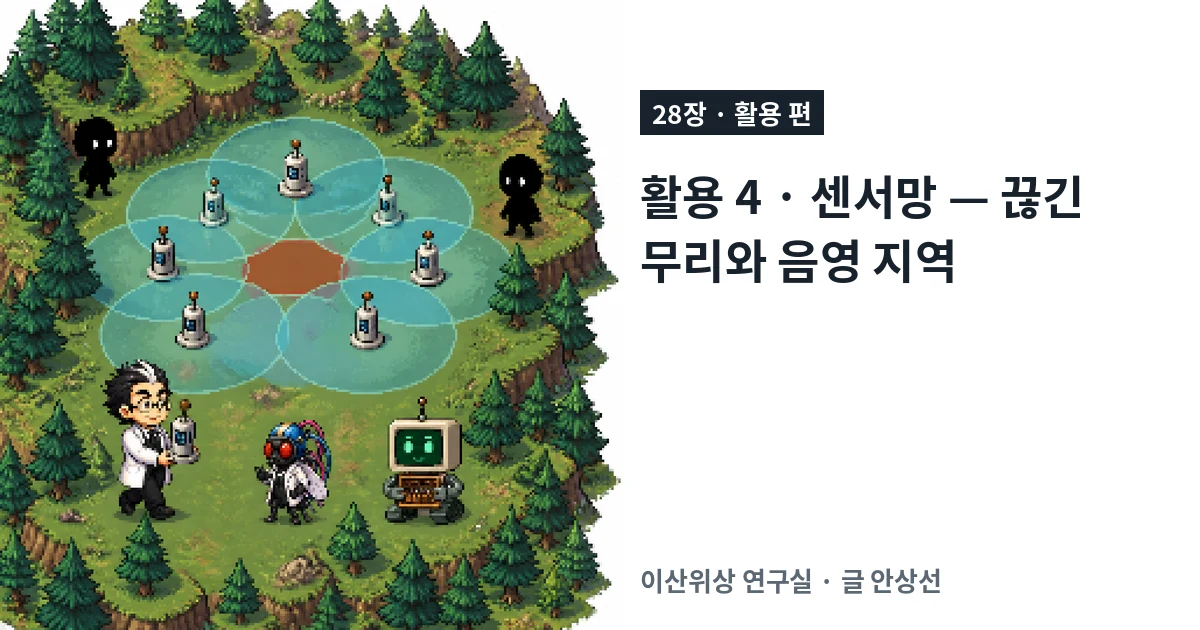 28장 · 활용 편
활용 4 · 센서망 — 끊긴
무리와 음영 지역
이산위상 연구실 · 글 안상선